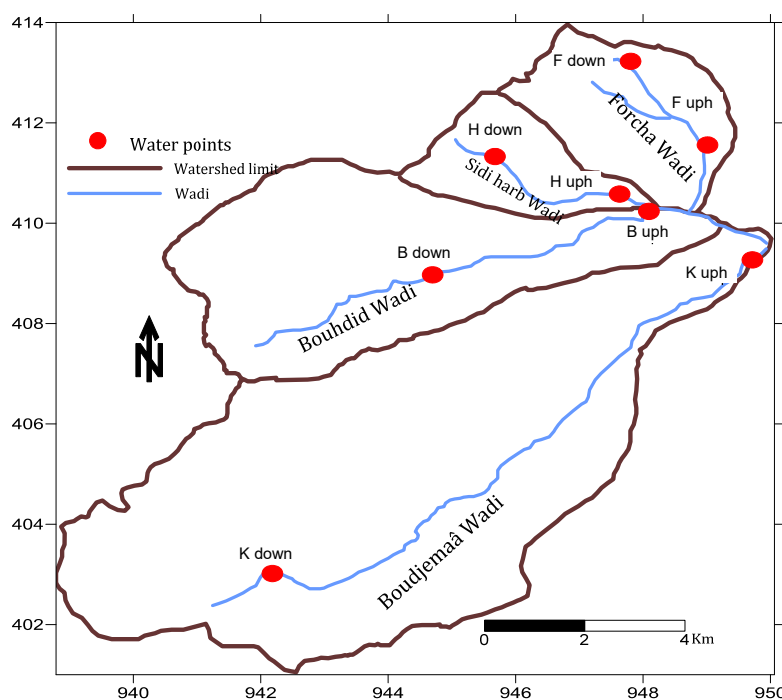 414
412
410
408
406
404
402
F down
F uph
Forcha Wadi
H down
H uph
Sidi harb Wadi
Water points
Watershed limit
Wadi
B uph
B down
Bouhdid Wadi
K uph
N
Boudjemaâ Wadi
K down
0 2 4 Km
940 942 944 946 948 950